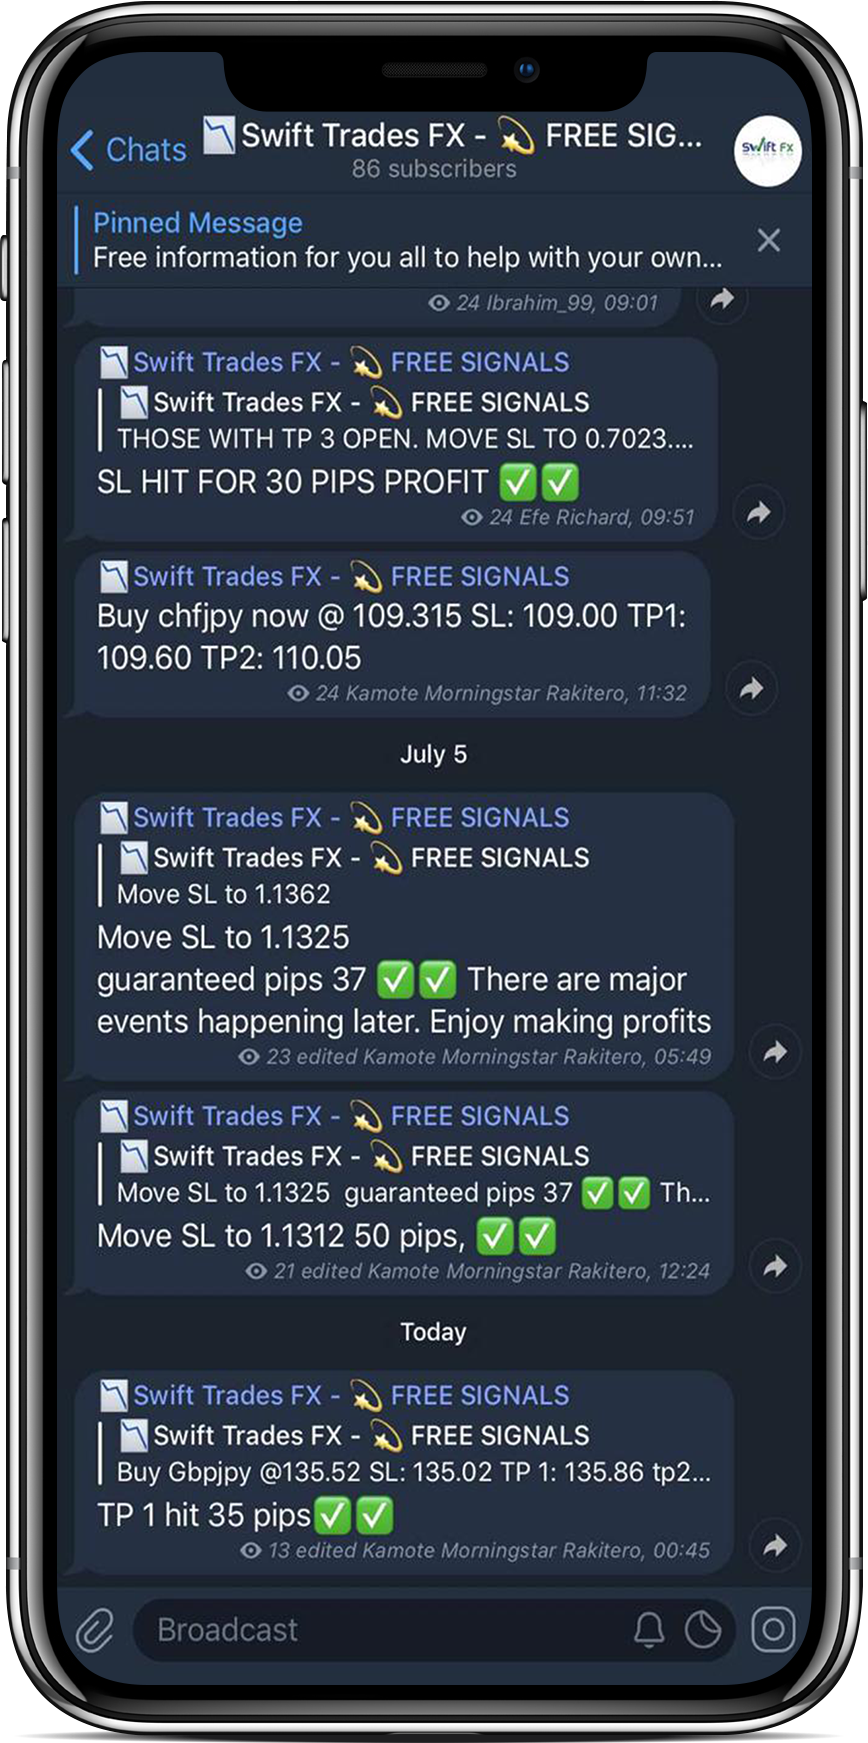 Chats
📉Swift Trades FX - 💫 FREE SIG...
86 subscribers
Swift FX
Pinned Message
Free information for you all to help with your own...
24 Ibrahim_99, 09:01
📉Swift Trades FX - 💫 FREE SIGNALS
📉Swift Trades FX - 💫 FREE SIGNALS
THOSE WITH TP 3 OPEN. MOVE SL TO 0.7023....
SL HIT FOR 30 PIPS PROFIT ✅✅
24 Efe Richard, 09:51
📉Swift Trades FX - 💫 FREE SIGNALS
Buy chfjpy now @ 109.315 SL: 109.00 TP1:
109.60 TP2: 110.05
24 Kamote Morningstar Rakitero, 11:32
July 5
📉Swift Trades FX - 💫 FREE SIGNALS
📉Swift Trades FX - 💫 FREE SIGNALS
Move SL to 1.1362
Move SL to 1.1325
guaranteed pips 37 ✅✅ There are major
events happening later. Enjoy making profits
23 edited Kamote Morningstar Rakitero, 05:49
📉Swift Trades FX - 💫 FREE SIGNALS
📉Swift Trades FX - 💫 FREE SIGNALS
Move SL to 1.1325 guaranteed pips 37 ✅✅ Th...
Move SL to 1.1312 50 pips, ✅✅
21 edited Kamote Morningstar Rakitero, 12:24
Today
📉Swift Trades FX - 💫 FREE SIGNALS
📉Swift Trades FX - 💫 FREE SIGNALS
Buy Gbpjpy @135.52 SL: 135.02 TP 1: 135.86 tp2...
TP 1 hit 35 pips✅✅
13 edited Kamote Morningstar Rakitero, 00:45
Broadcast